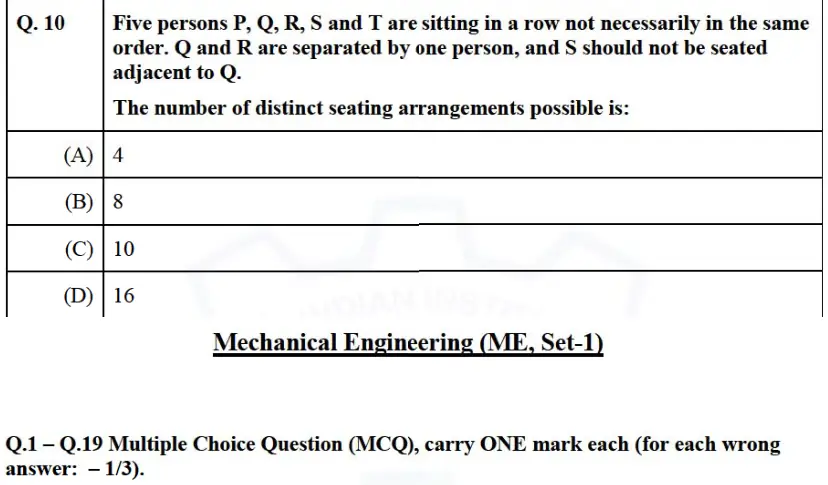 Q. 10 Five persons P, Q, R, S and T are sitting in a row not necessarily in the same
order. Q and R are separated by one person, and S should not be seated
adjacent to Q.
The number of distinct seating arrangements possible is:
(A) 4
(B) 8
(C) 10
(D) 16
Mechanical Engineering (ME, Set-1)
Q.1 – Q.19 Multiple Choice Question (MCQ), carry ONE mark each (for each wrong
answer: – 1/3).